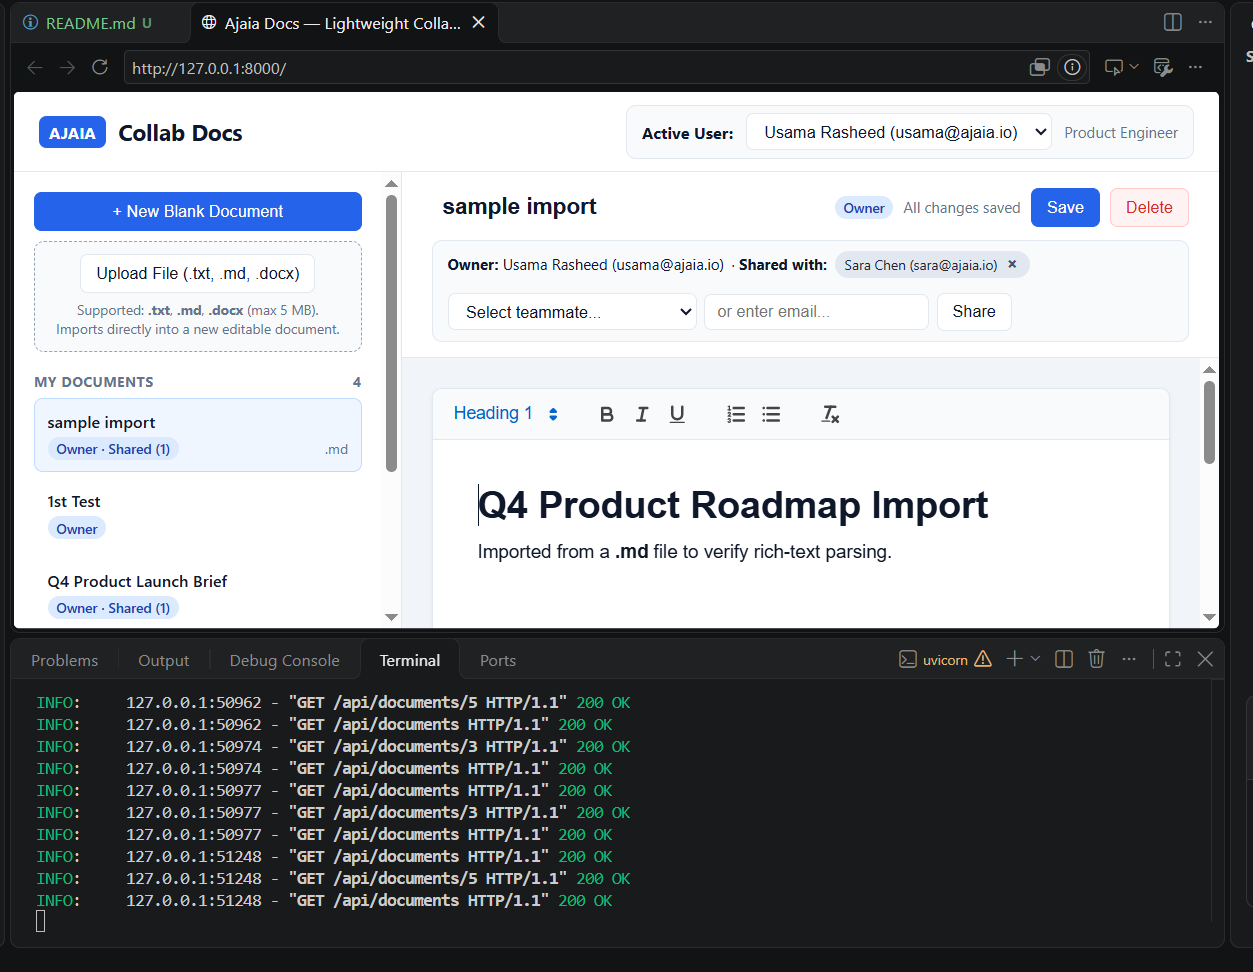 README.md U
Ajaia Docs — Lightweight Colla...
http://127.0.0.1:8000/
AJAIA Collab Docs
Active User: Usama Rasheed (usama@ajaia.io) Product Engineer
+ New Blank Document
Upload File (.txt, .md, .docx)
Supported: .txt, .md, .docx (max 5 MB).
Imports directly into a new editable document.
MY DOCUMENTS 4
sample import
Owner · Shared (1) .md
1st Test
Owner
Q4 Product Launch Brief
Owner · Shared (1)
sample import Owner All changes saved Save Delete
Owner: Usama Rasheed (usama@ajaia.io) · Shared with: Sara Chen (sara@ajaia.io) ×
Select teammate... or enter email... Share
Heading 1 B I U
Q4 Product Roadmap Import
Imported from a .md file to verify rich-text parsing.
Problems Output Debug Console Terminal Ports uvicorn
INFO: 127.0.0.1:50962 - "GET /api/documents/5 HTTP/1.1" 200 OK
INFO: 127.0.0.1:50962 - "GET /api/documents HTTP/1.1" 200 OK
INFO: 127.0.0.1:50974 - "GET /api/documents/3 HTTP/1.1" 200 OK
INFO: 127.0.0.1:50974 - "GET /api/documents HTTP/1.1" 200 OK
INFO: 127.0.0.1:50977 - "GET /api/documents HTTP/1.1" 200 OK
INFO: 127.0.0.1:50977 - "GET /api/documents/3 HTTP/1.1" 200 OK
INFO: 127.0.0.1:50977 - "GET /api/documents HTTP/1.1" 200 OK
INFO: 127.0.0.1:51248 - "GET /api/documents HTTP/1.1" 200 OK
INFO: 127.0.0.1:51248 - "GET /api/documents/5 HTTP/1.1" 200 OK
INFO: 127.0.0.1:51248 - "GET /api/documents HTTP/1.1" 200 OK